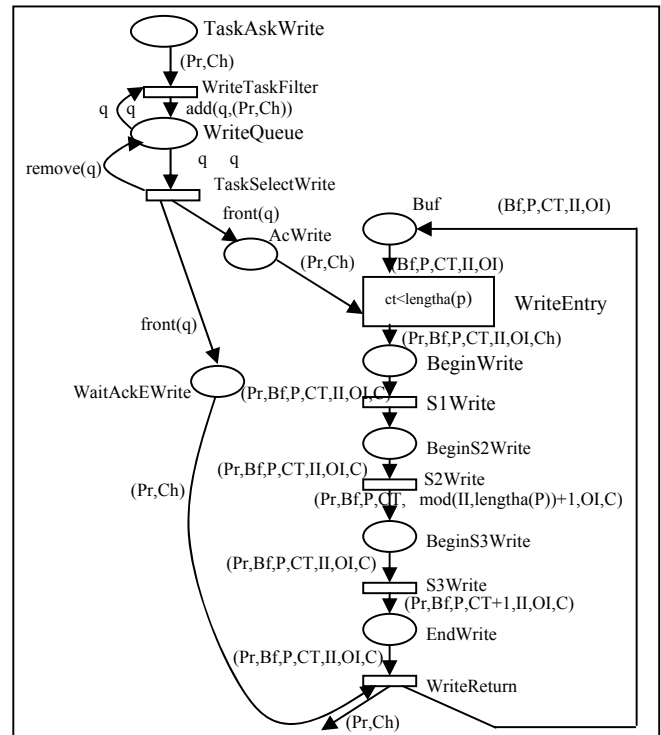 TaskAskWrite
(Pr,Ch)
WriteTaskFilter
q q add(q,(Pr,Ch))
WriteQueue
q q
remove(q)
TaskSelectWrite
front(q)
Buf (Bf,P,CT,II,OI)
AcWrite
(Pr,Ch) (Bf,P,CT,II,OI)
ct<lengtha(p) WriteEntry
front(q)
(Pr,Bf,P,CT,II,OI,Ch)
BeginWrite
WaitAckEWrite (Pr,Bf,P,CT,II,OI,C)
S1Write
BeginS2Write
(Pr,Bf,P,CT,II,OI,C)
S2Write
(Pr,Ch)
(Pr,Bf,P,CT, mod(II,lengtha(P))+1,OI,C)
BeginS3Write
(Pr,Bf,P,CT,II,OI,C)
S3Write
(Pr,Bf,P,CT+1,II,OI,C)
EndWrite
(Pr,Bf,P,CT,II,OI,C)
WriteReturn
(Pr,Ch)